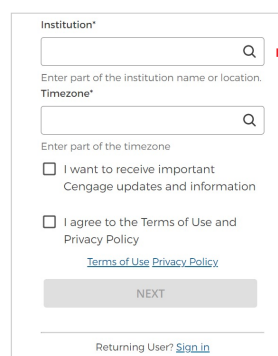 Institution*
Enter part of the institution name or location.
Timezone*
Enter part of the timezone
I want to receive important
Cengage updates and information
I agree to the Terms of Use and
Privacy Policy
Terms of Use Privacy Policy
NEXT
Returning User? Sign in